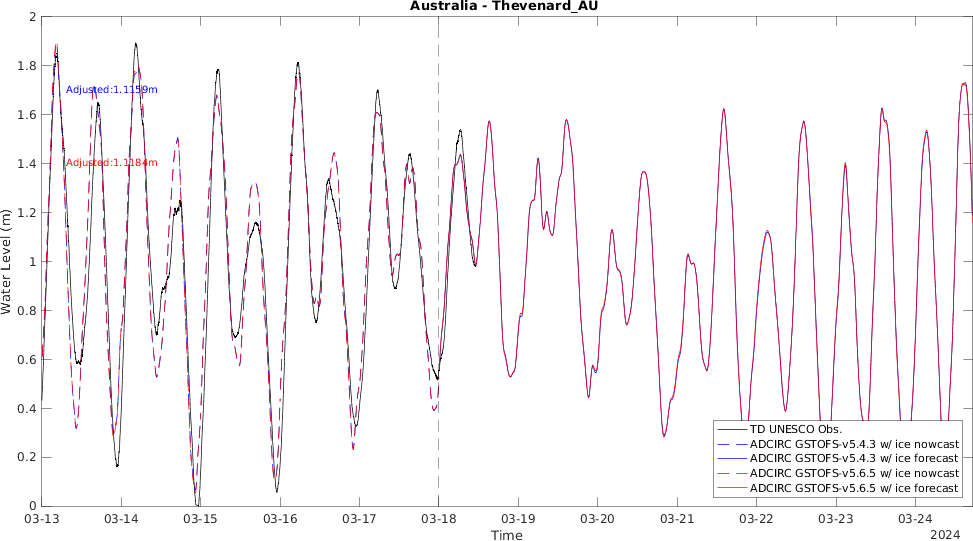 Australia - Thevenard_AU
2
1.8
1.6
1.4
1.2
1
0.8
0.6
0.4
0.2
0
Water Level (m)
Adjusted:1.1159m
Adjusted:1.1184m
TD UNESCO Obs.
ADCIRC GSTOFS-v5.4.3 w/ ice nowcast
ADCIRC GSTOFS-v5.4.3 w/ ice forecast
ADCIRC GSTOFS-v5.6.5 w/ ice nowcast
ADCIRC GSTOFS-v5.6.5 w/ ice forecast
03-13 03-14 03-15 03-16 03-17 03-18 03-19 03-20 03-21 03-22 03-23 03-24
Time
2024